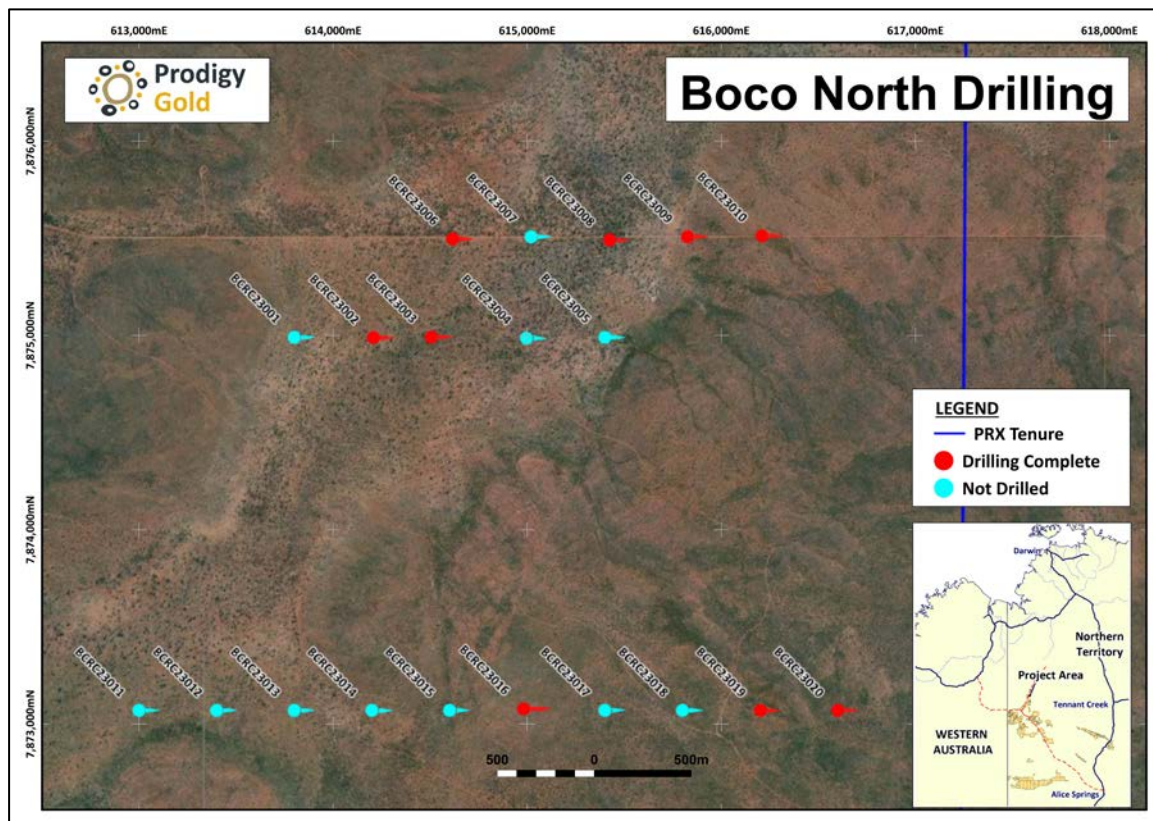 613,000mE
614,000mE
615,000mE
616,000mE
617,000mE
618,000mE
Prodigy
Gold
Boco North Drilling
7,876,000mN
BCRC23006
BCRC23007
BCRC23008
BCRC23009
BCRC23010
7,875,000mN
BCRC23001
BCRC23002
BCRC23003
BCRC23004
BCRC23005
LEGEND
PRX Tenure
Drilling Complete
Not Drilled
7,874,000mN
Darwin
Northern
Territory
Project Area
Tennant Creek
WESTERN
AUSTRALIA
Alice Springs
BCRC23011
BCRC23012
BCRC23013
BCRC23014
BCRC23015
BCRC23016
BCRC23017
BCRC23018
BCRC23019
BCRC23020
7,873,000mN
500 0 500m